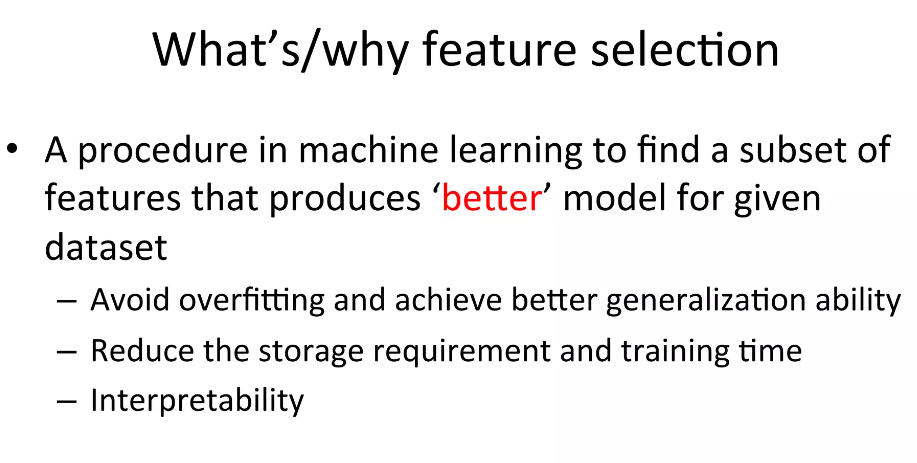 What’s/why feature selection
• A procedure in machine learning to find a subset of
features that produces ‘better’ model for given
dataset
– Avoid overfitting and achieve better generalization ability
– Reduce the storage requirement and training time
– Interpretability